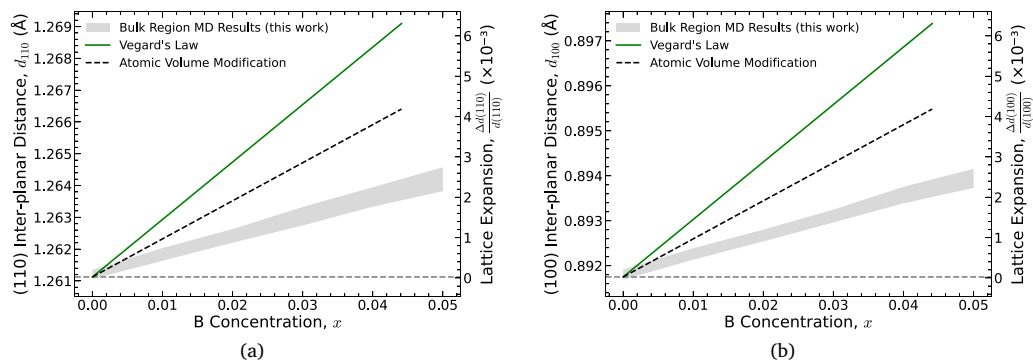 1.269
1.268
1.267
1.266
1.265
1.264
1.263
1.262
1.261
(110) Inter-planar Distance, d₁₁₀ (Å)
Bulk Region MD Results (this work)
Vegard's Law
Atomic Volume Modification
6
5
4
3
2
1
0
Lattice Expansion, Δd(110)/d(110) (×10⁻³)
0.00 0.01 0.02 0.03 0.04 0.05
B Concentration, x
(a)
0.897
0.896
0.895
0.894
0.893
0.892
(100) Inter-planar Distance, d₁₀₀ (Å)
Bulk Region MD Results (this work)
Vegard's Law
Atomic Volume Modification
6
5
4
3
2
1
0
Lattice Expansion, Δd(100)/d(100) (×10⁻³)
0.00 0.01 0.02 0.03 0.04 0.05
B Concentration, x
(b)